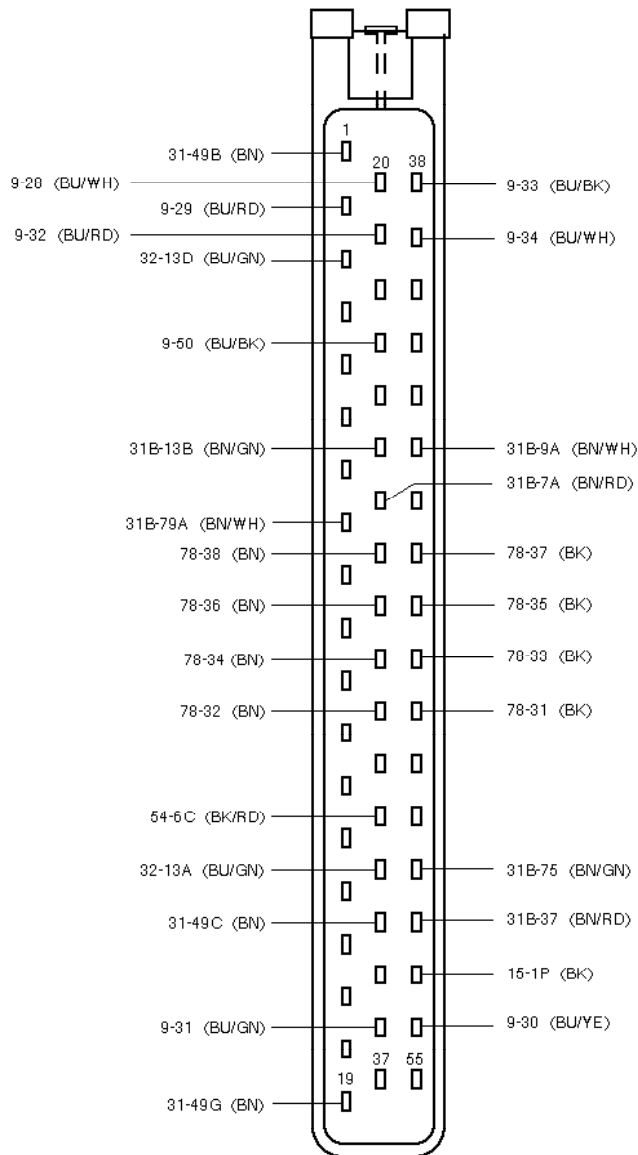 1
31-49B (BN)
20 38
9-28 (BU/WH)
9-33 (BU/BK)
9-29 (BU/RD)
9-32 (BU/RD)
9-34 (BU/WH)
32-13D (BU/GN)
9-50 (BU/BK)
31B-13B (BN/GN)
31B-9A (BN/WH)
31B-7A (BN/RD)
31B-79A (BN/WH)
78-38 (BN)
78-37 (BK)
78-36 (BN)
78-35 (BK)
78-34 (BN)
78-33 (BK)
78-32 (BN)
78-31 (BK)
54-6C (BK/RD)
32-13A (BU/GN)
31B-75 (BN/GN)
31-49C (BN)
31B-37 (BN/RD)
15-1P (BK)
9-31 (BU/GN)
9-30 (BU/YE)
37 55
19
31-49G (BN)